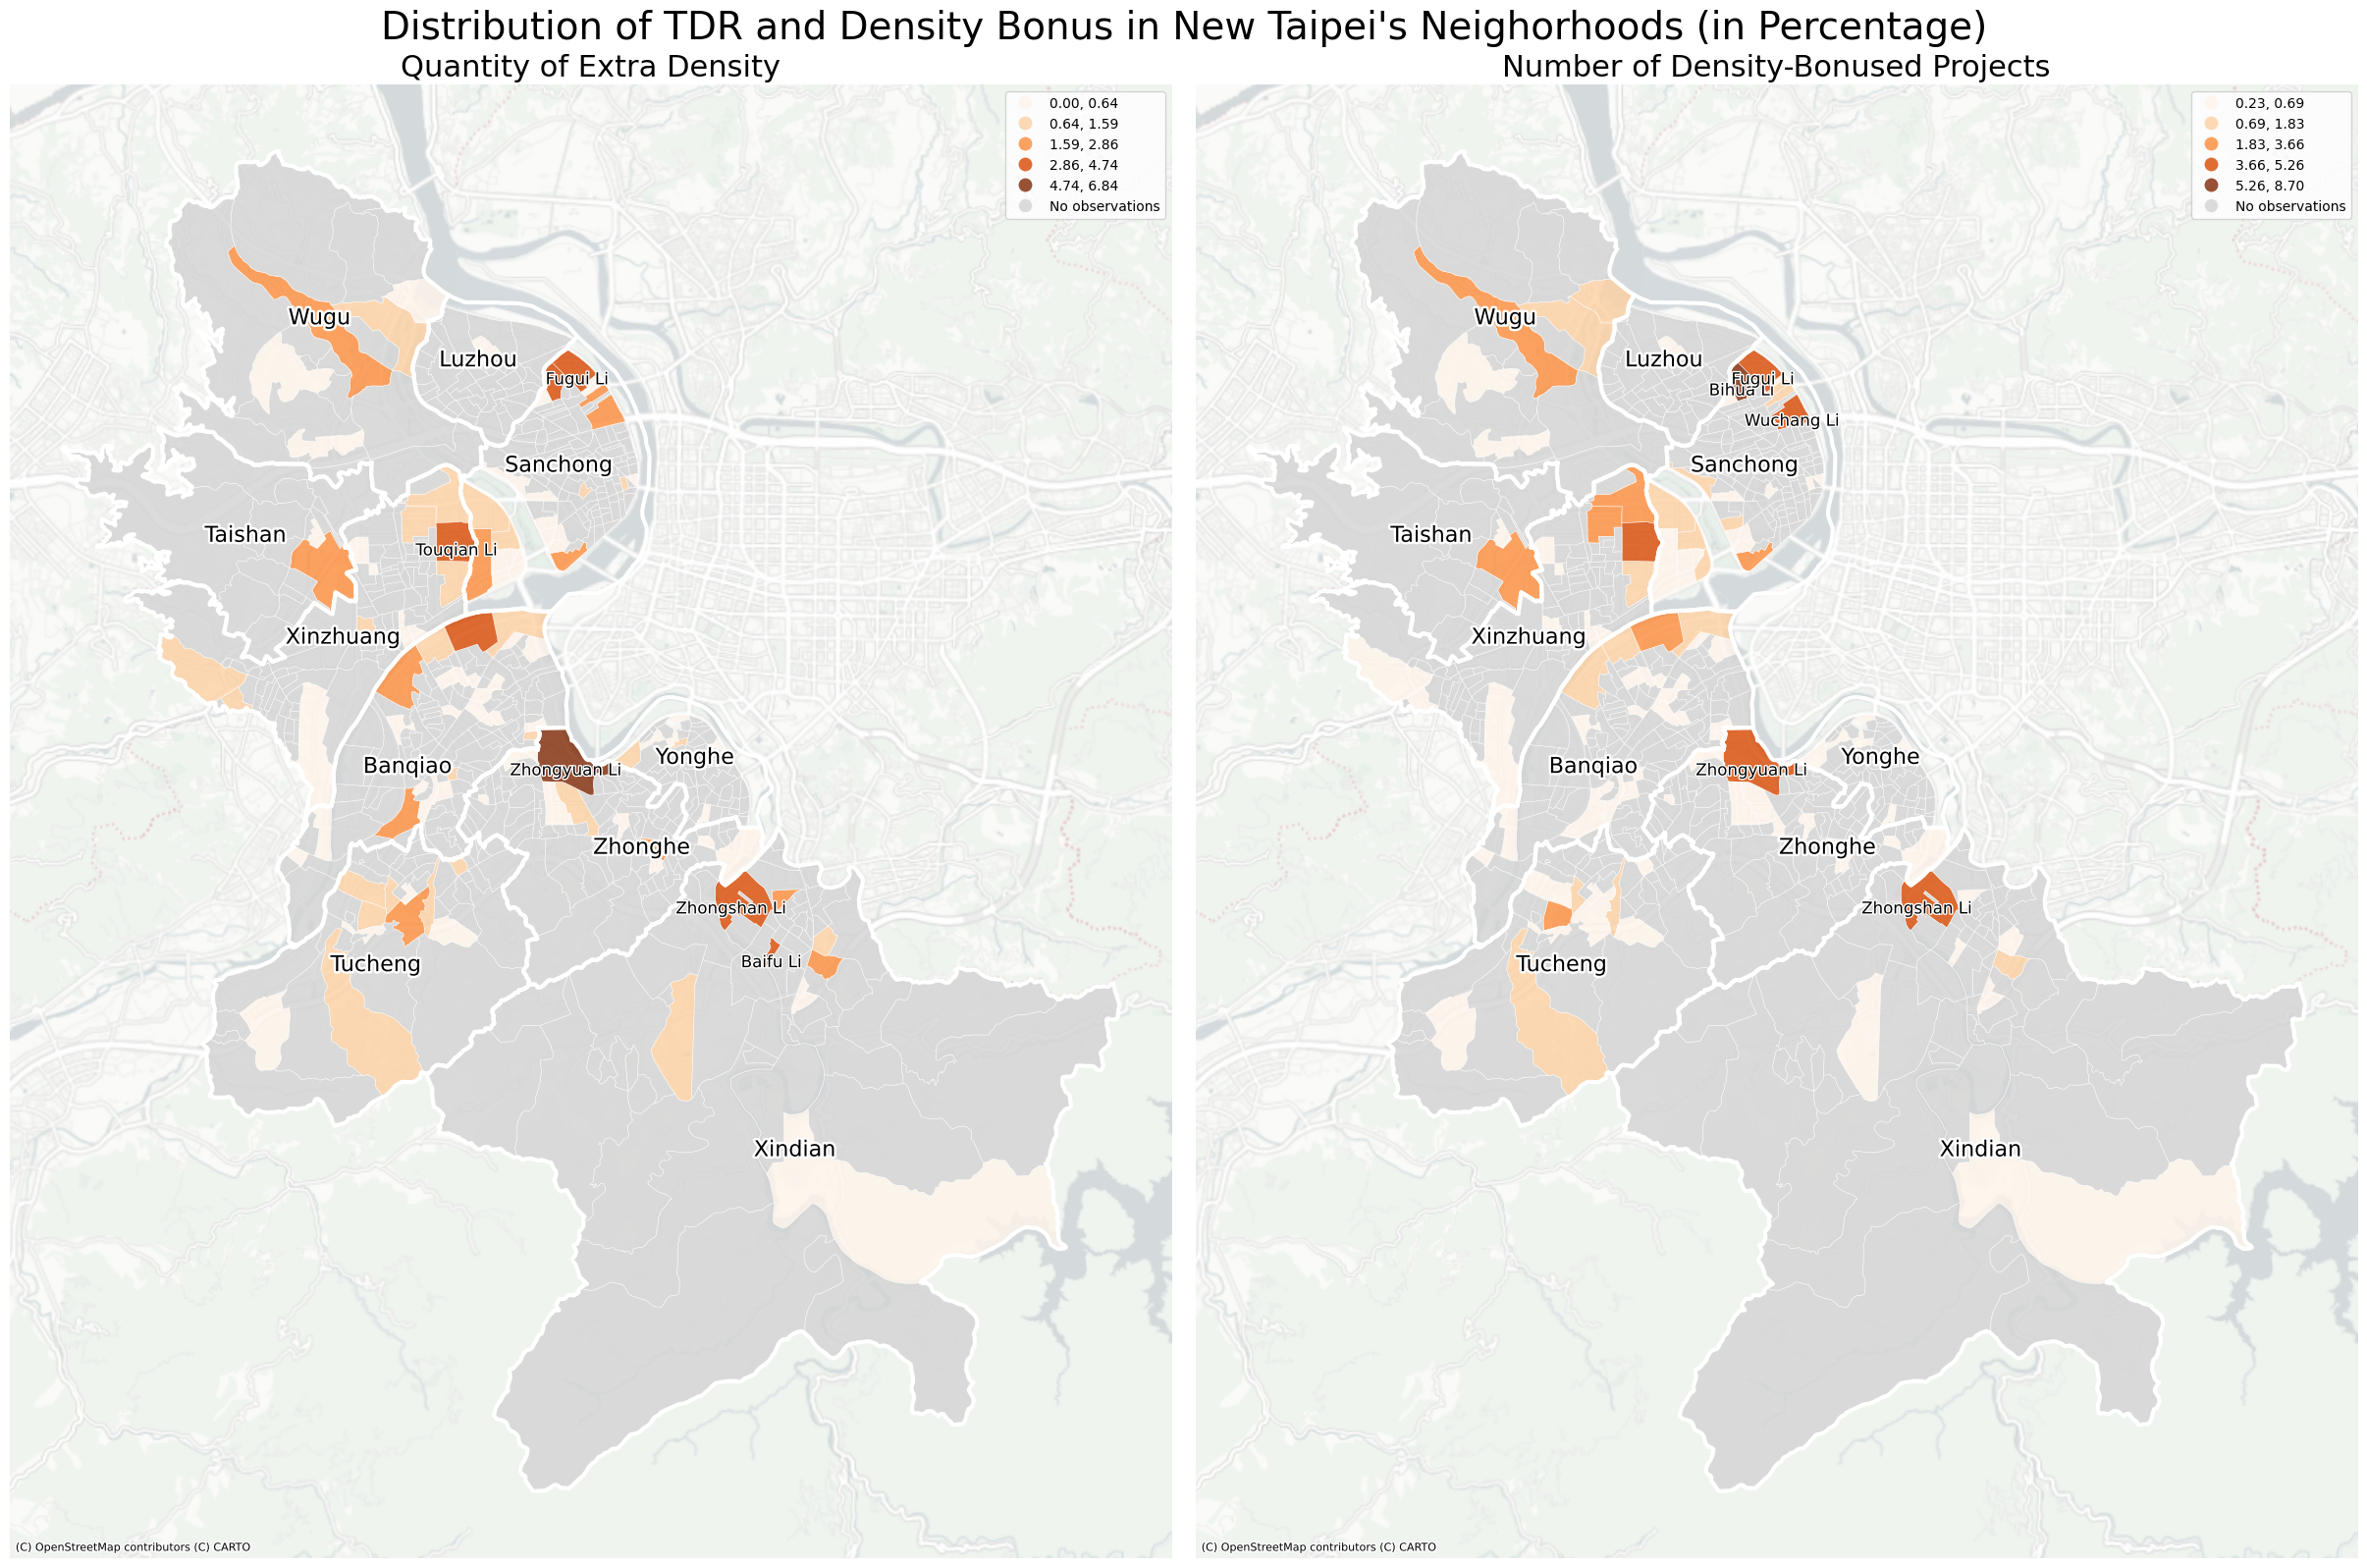 Distribution of TDR and Density Bonus in New Taipei's Neighorhoods (in Percentage)
Quantity of Extra Density
0.00, 0.64
0.64, 1.59
1.59, 2.86
2.86, 4.74
4.74, 6.84
No observations
Wugu
Luzhou
Fugui Li
Sanchong
Taishan
Touqian Li
Xinzhuang
Yonghe
Banqiao
Zhongyuan Li
Zhonghe
Zhongshan Li
Baifu Li
Tucheng
Xindian
(C) OpenStreetMap contributors (C) CARTO
Number of Density-Bonused Projects
0.23, 0.69
0.69, 1.83
1.83, 3.66
3.66, 5.26
5.26, 8.70
No observations
Wugu
Luzhou
Fugui Li
Bihua Li
Wuchang Li
Sanchong
Taishan
Xinzhuang
Yonghe
Banqiao
Zhongyuan Li
Zhonghe
Zhongshan Li
Tucheng
Xindian
(C) OpenStreetMap contributors (C) CARTO